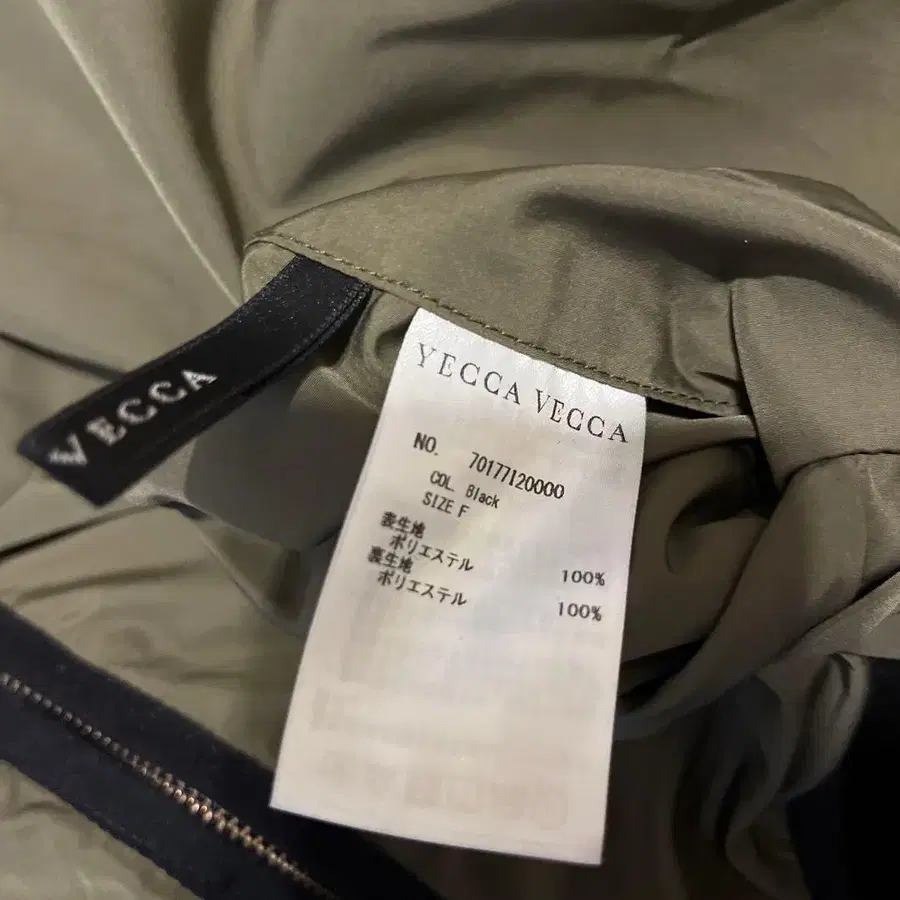 VECCA
YECCA VECCA
NO. 70177120000
COL. Black
SIZE F
表生地
ポリエステル 100%
裏生地
ポリエステル 100%